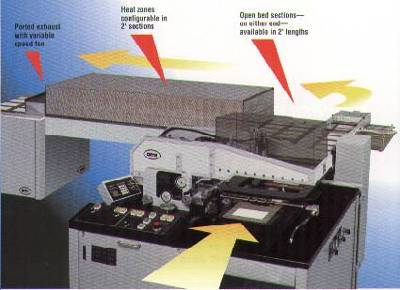 Ported exhaust
with variable
speed fan
Heat zones
configurable in
2' sections
Open bed sections—
on either end—
available in 2' lengths